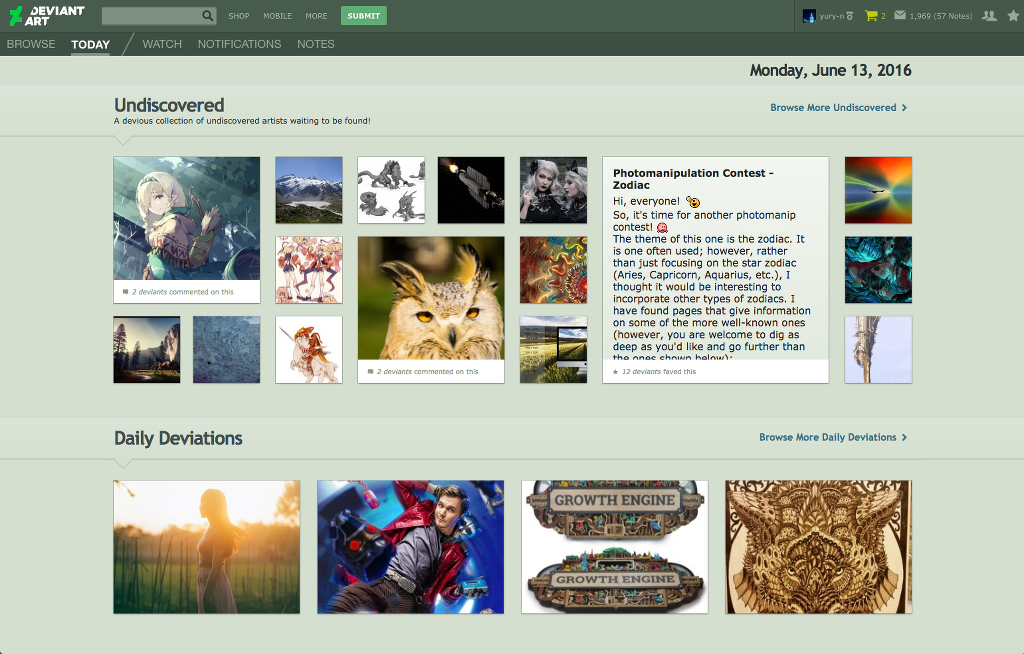 DEVIANT
ART
SHOP
MOBILE
MORE
SUBMIT
yury-n
2
1,969 (57 Notes)
BROWSE
TODAY
WATCH
NOTIFICATIONS
NOTES
Monday, June 13, 2016
Undiscovered
A devious collection of undiscovered artists waiting to be found!
Browse More Undiscovered
2 deviants commented on this
2 deviants commented on this
Photomanipulation Contest -
Zodiac
Hi, everyone!
So, it's time for another photomanip
contest!
The theme of this one is the zodiac. It
is one often used; however, rather
than just focusing on the star zodiac
(Aries, Capricorn, Aquarius, etc.), I
thought it would be interesting to
incorporate other types of zodiacs. I
have found pages that give information
on some of the more well-known ones
(however, you are welcome to dig as
deep as you'd like and go further than
the ones shown below):
12 deviants faved this
Daily Deviations
Browse More Daily Deviations
GROWTH ENGINE
GROWTH ENGINE